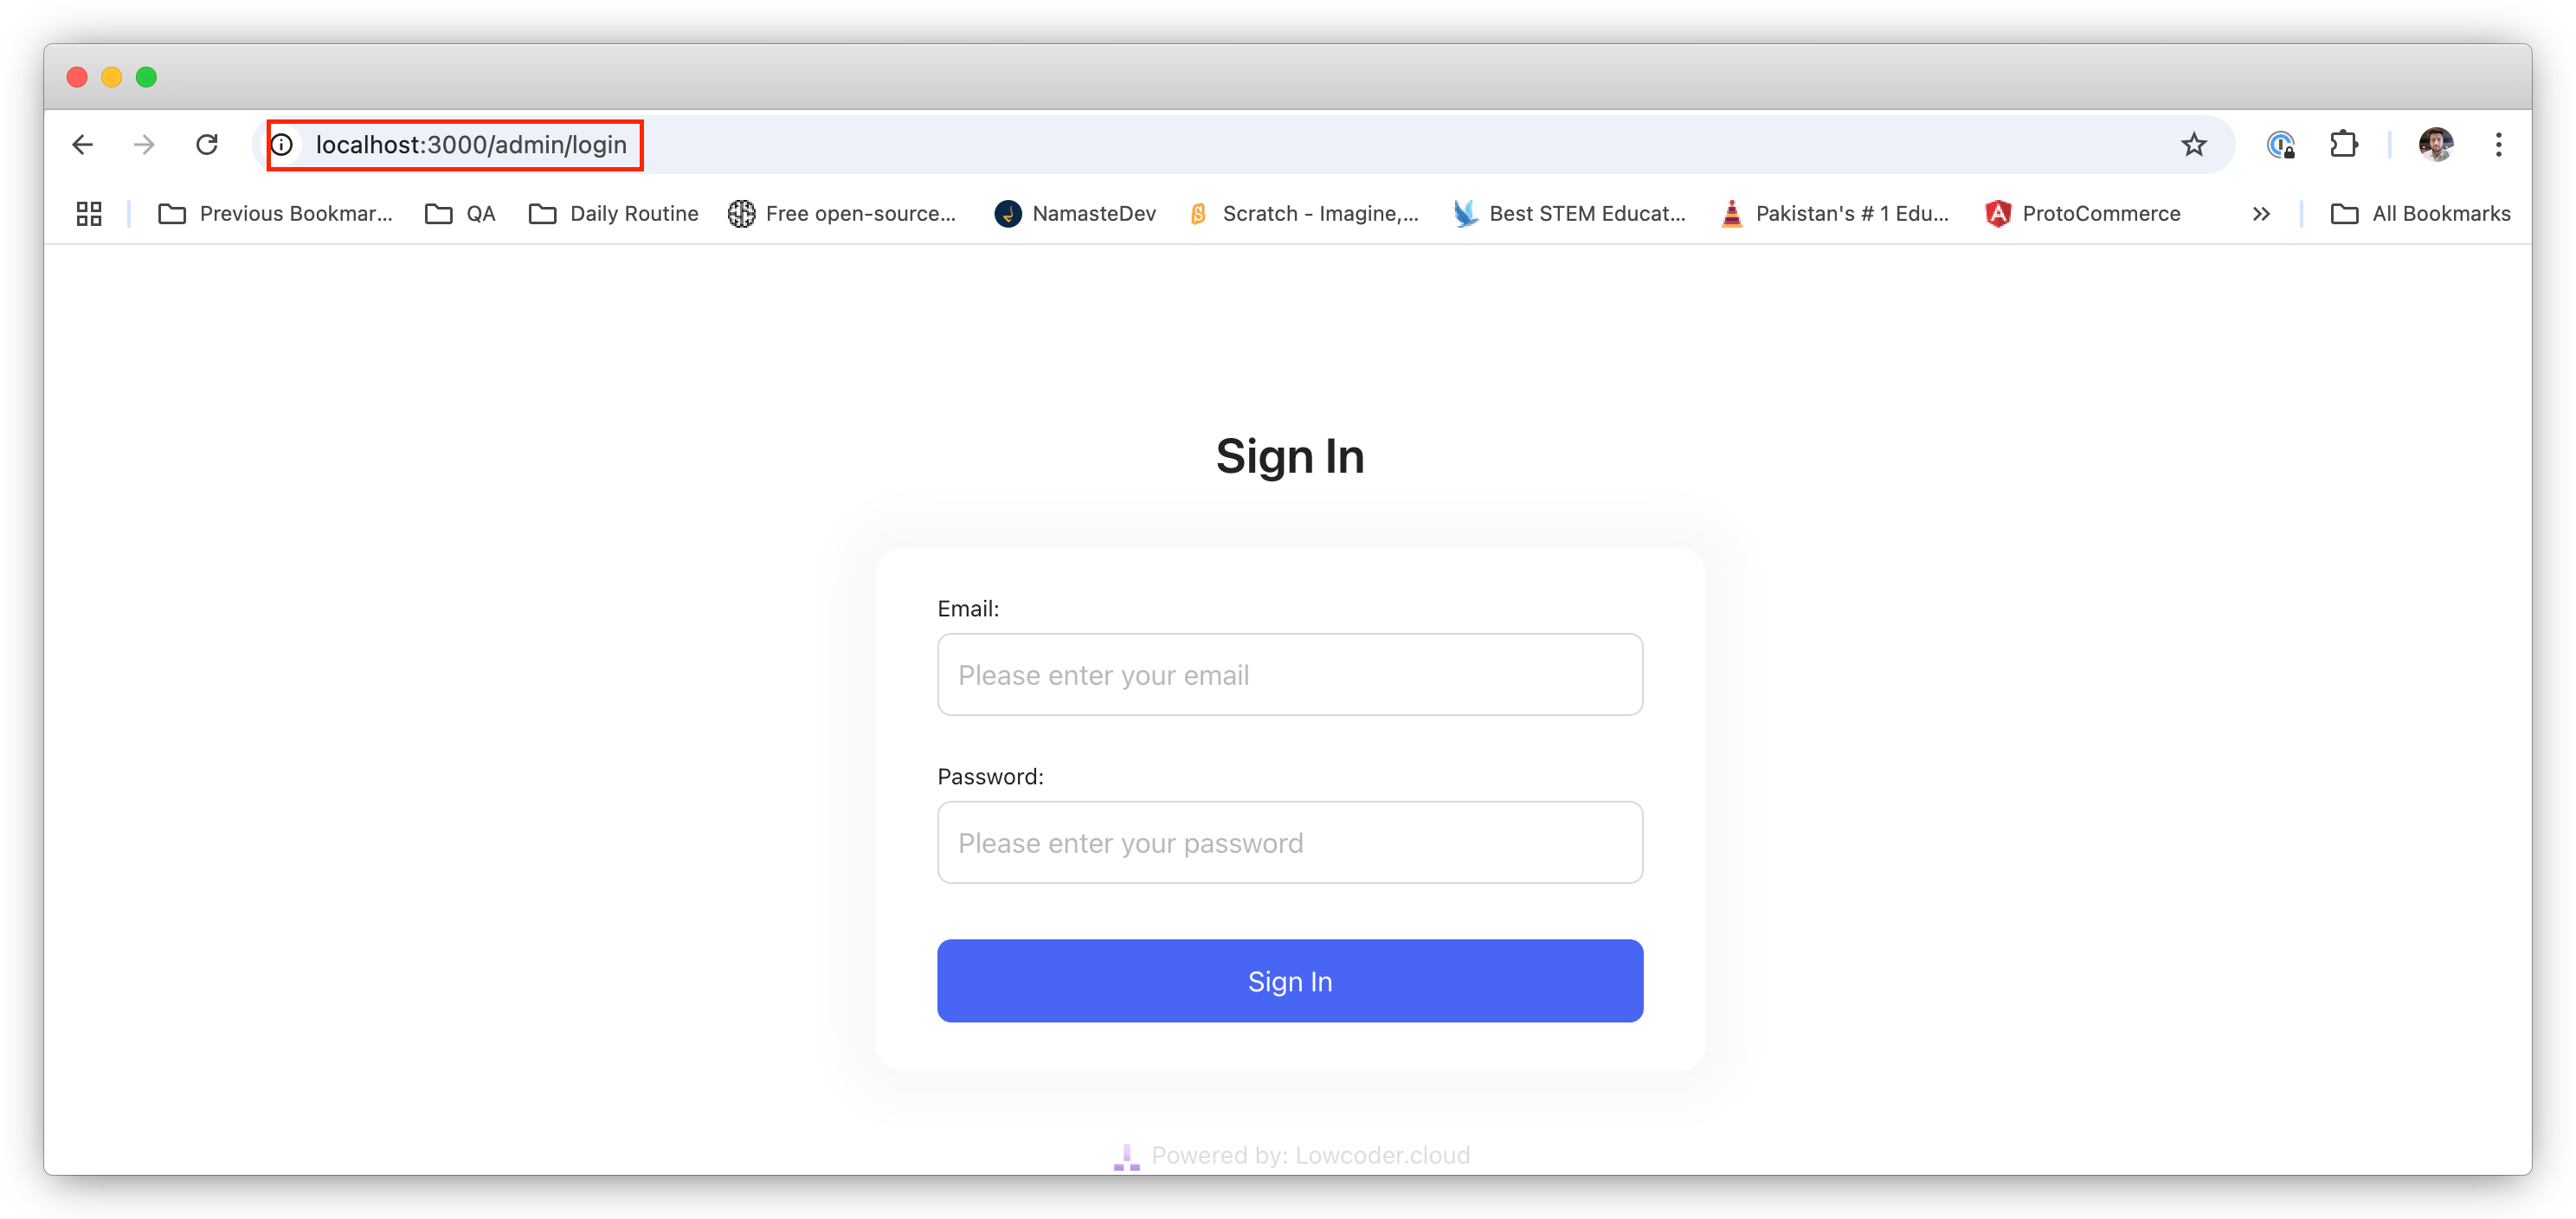 localhost:3000/admin/login
Previous Bookmar... QA Daily Routine Free open-source... NamasteDev Scratch - Imagine,... Best STEM Educat... Pakistan's # 1 Edu... ProtoCommerce All Bookmarks
Sign In
Email:
Please enter your email
Password:
Please enter your password
Sign In
Powered by: Lowcoder.cloud